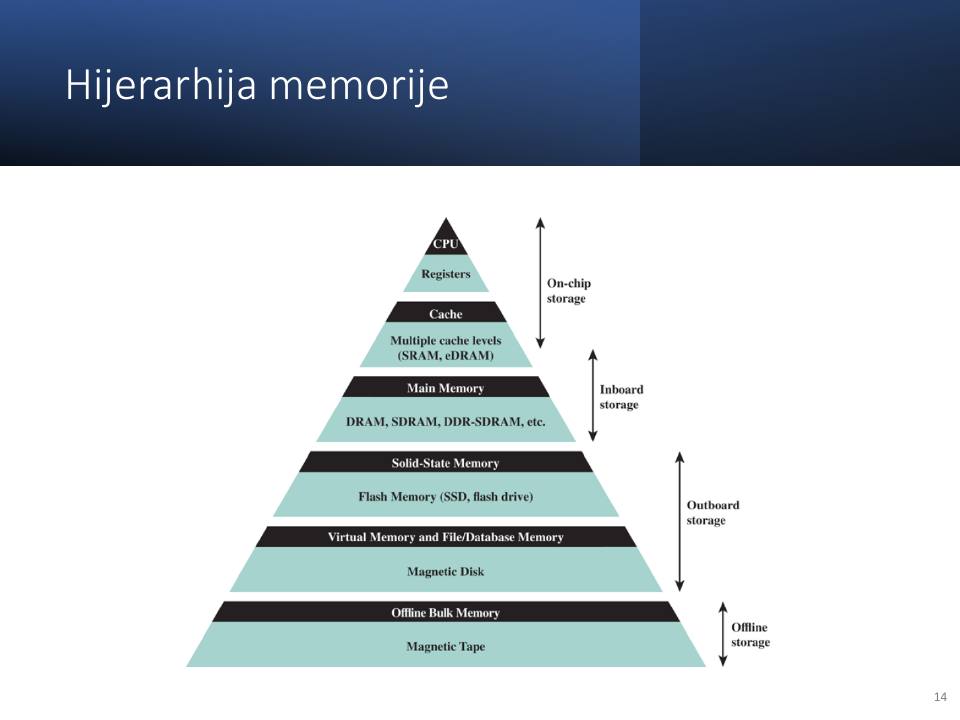 Hijerarhija memorije
CPU
Registers
On-chip
storage
Cache
Multiple cache levels
(SRAM, eDRAM)
Main Memory
DRAM, SDRAM, DDR-SDRAM, etc.
Inboard
storage
Solid-State Memory
Flash Memory (SSD, flash drive)
Outboard
storage
Virtual Memory and File/Database Memory
Magnetic Disk
Offline Bulk Memory
Magnetic Tape
Offline
storage
14